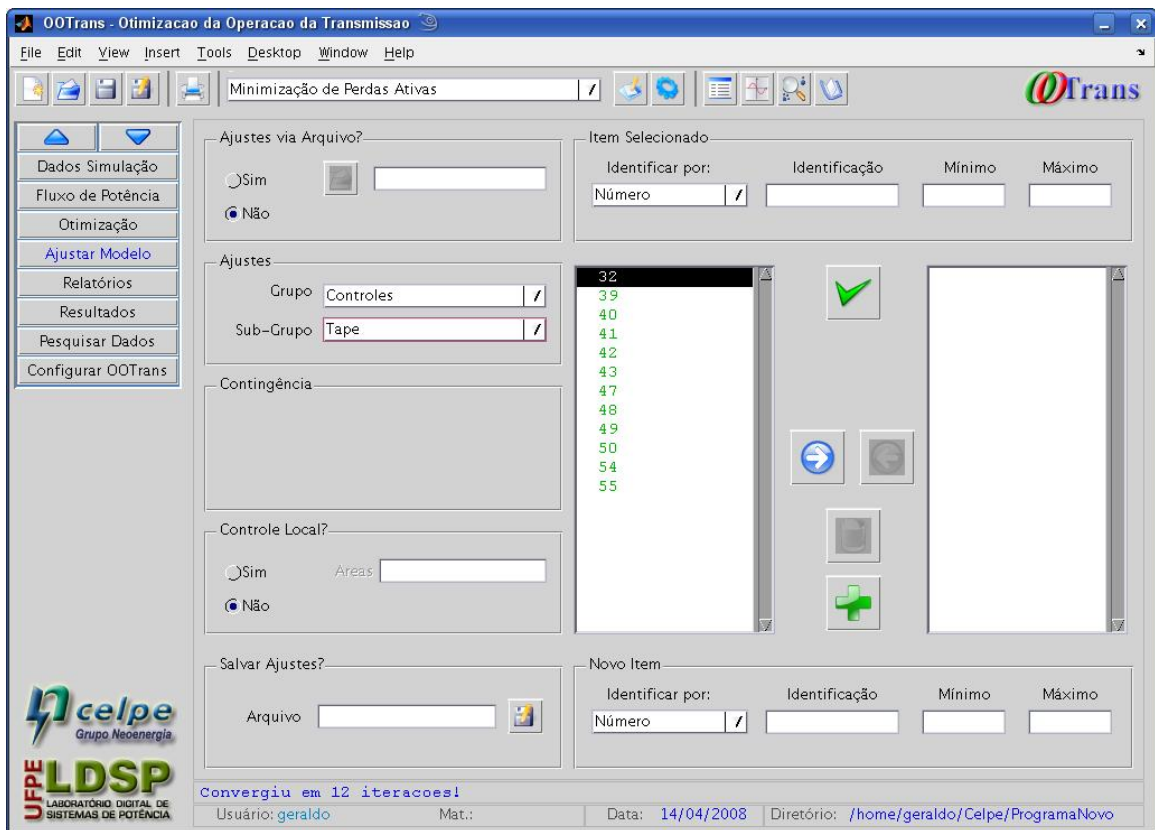 OOTrans - Otimizacao da Operacao da Transmissao
File Edit View Insert Tools Desktop Window Help
Minimização de Perdas Ativas
OOTrans
Dados Simulação
Fluxo de Potência
Otimização
Ajustar Modelo
Relatórios
Resultados
Pesquisar Dados
Configurar OOTrans
Ajustes via Arquivo?
Sim
Não
Ajustes
Grupo Controles
Sub-Grupo Tape
Contingência
Controle Local?
Sim Areas
Não
Salvar Ajustes?
Arquivo
Item Selecionado
Identificar por: Identificação Mínimo Máximo
Número
32
39
40
41
42
43
47
48
49
50
54
55
Novo Item
Identificar por: Identificação Mínimo Máximo
Número
celpe
Grupo Neoenergia
UFPE LDSP
LABORATÓRIO DIGITAL DE
SISTEMAS DE POTÊNCIA
Convergiu em 12 iteracoes!
Usuário: geraldo Mat.: Data: 14/04/2008 Diretório: /home/geraldo/Celpe/ProgramaNovo